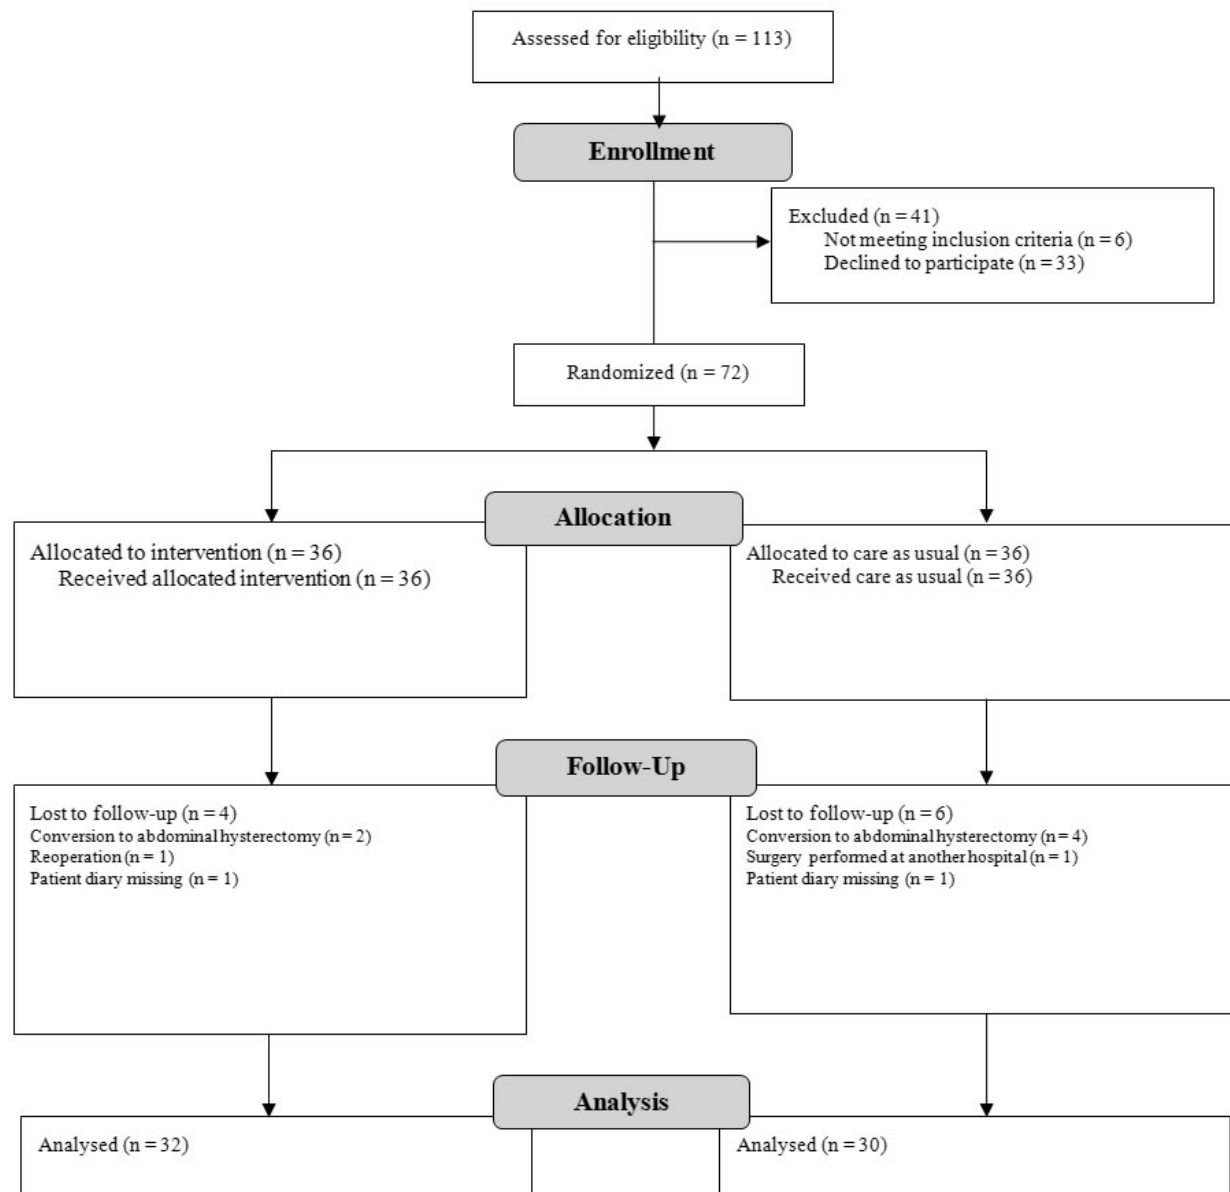 Assessed for eligibility (n = 113)
Enrollment
Excluded (n = 41)
Not meeting inclusion criteria (n = 6)
Declined to participate (n = 33)
Randomized (n = 72)
Allocation
Allocated to intervention (n = 36)
Received allocated intervention (n = 36)
Allocated to care as usual (n = 36)
Received care as usual (n = 36)
Follow-Up
Lost to follow-up (n = 4)
Conversion to abdominal hysterectomy (n = 2)
Reoperation (n = 1)
Patient diary missing (n = 1)
Lost to follow-up (n = 6)
Conversion to abdominal hysterectomy (n = 4)
Surgery performed at another hospital (n = 1)
Patient diary missing (n = 1)
Analysis
Analysed (n = 32)
Analysed (n = 30)